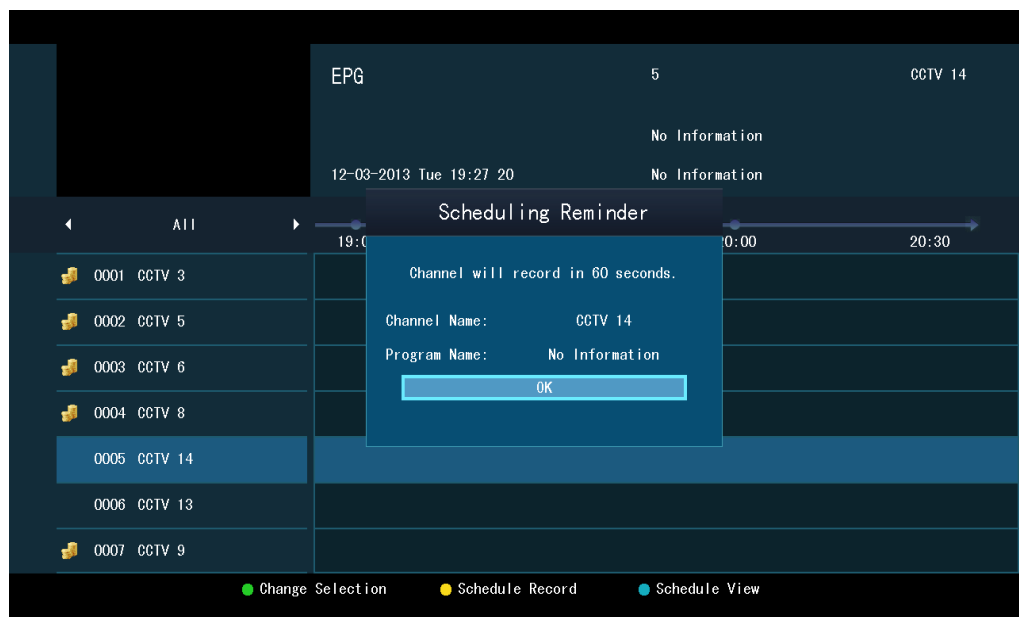 EPG 5 CCTV 14
No Information
12-03-2013 Tue 19:27 20 No Information
Scheduling Reminder
All
20:30
Channel will record in 60 seconds.
0001 CCTV 3
0002 CCTV 5
Channel Name: CCTV 14
Program Name: No Information
0003 CCTV 6
OK
0004 CCTV 8
0005 CCTV 14
0006 CCTV 13
0007 CCTV 9
Change Selection Schedule Record Schedule View